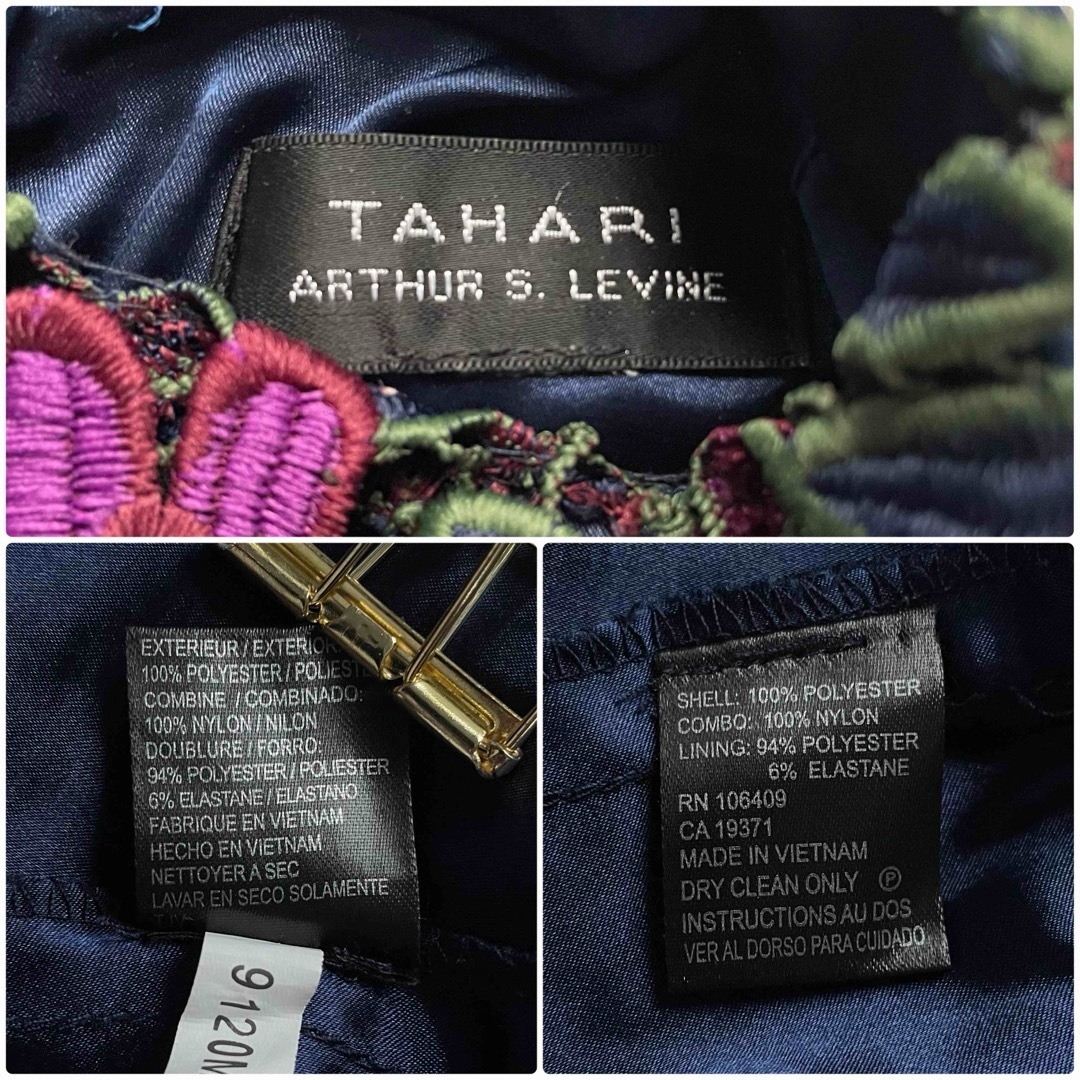 TAHARI
ARTHUR S. LEVINE
EXTERIEUR / EXTERIOR
100% POLYESTER / POLIEST
COMBINE / COMBINADO:
100% NYLON / NILON
DOUBLURE / FORRO:
94% POLYESTER / POLIESTER
6% ELASTANE / ELASTANO
FABRIQUE EN VIETNAM
HECHO EN VIETNAM
NETTOYER A SEC
LAVAR EN SECO SOLAMENTE
9120M
SHELL: 100% POLYESTER
COMBO: 100% NYLON
LINING: 94% POLYESTER
6% ELASTANE
RN 106409
CA 19371
MADE IN VIETNAM
DRY CLEAN ONLY Ⓟ
INSTRUCTIONS AU DOS
VER AL DORSO PARA CUIDADO